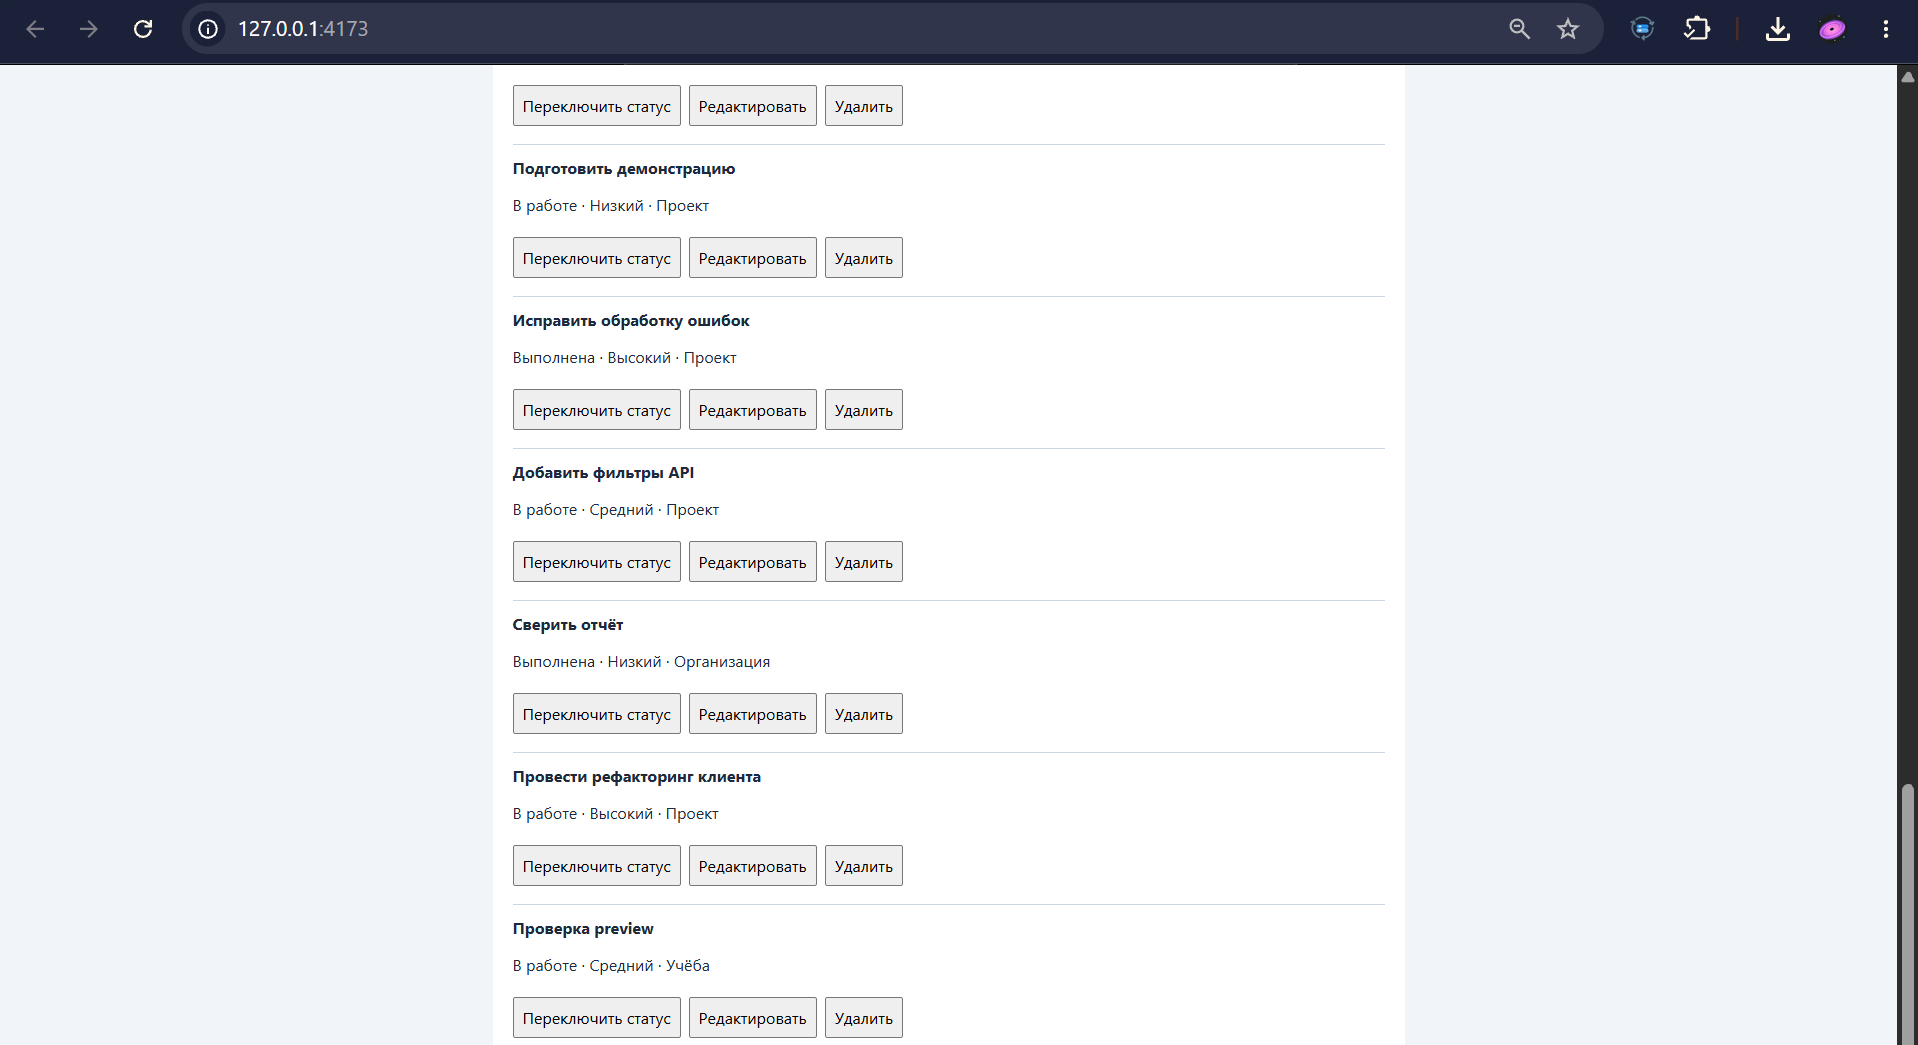 127.0.0.1:4173
Переключить статус Редактировать Удалить
Подготовить демонстрацию
В работе · Низкий · Проект
Переключить статус Редактировать Удалить
Исправить обработку ошибок
Выполнена · Высокий · Проект
Переключить статус Редактировать Удалить
Добавить фильтры API
В работе · Средний · Проект
Переключить статус Редактировать Удалить
Сверить отчёт
Выполнена · Низкий · Организация
Переключить статус Редактировать Удалить
Провести рефакторинг клиента
В работе · Высокий · Проект
Переключить статус Редактировать Удалить
Проверка preview
В работе · Средний · Учёба
Переключить статус Редактировать Удалить